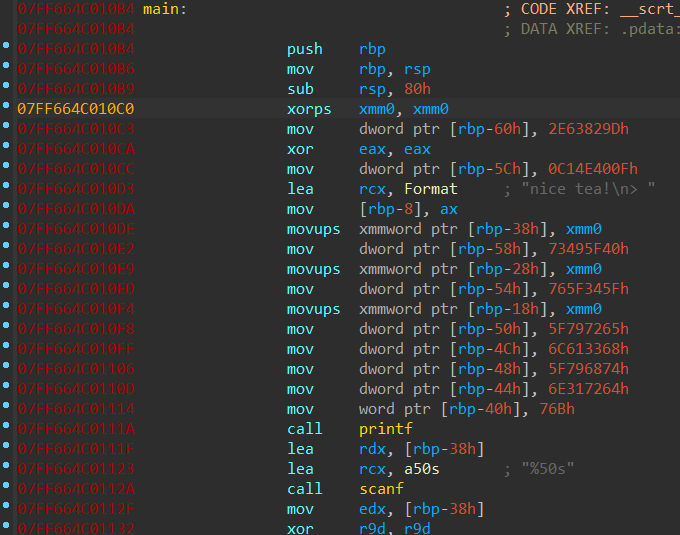 07FF664C010B4 main: ; CODE XREF: __scrt_
07FF664C010B4 ; DATA XREF: .pdata:
07FF664C010B4 push rbp
07FF664C010B6 mov rbp, rsp
07FF664C010B9 sub rsp, 80h
07FF664C010C0 xorps xmm0, xmm0
07FF664C010C3 mov dword ptr [rbp-60h], 2E63829Dh
07FF664C010CA xor eax, eax
07FF664C010CC mov dword ptr [rbp-5Ch], 0C14E400Fh
07FF664C010D3 lea rcx, Format ; "nice tea!\n> "
07FF664C010DA mov [rbp-8], ax
07FF664C010DE movups xmmword ptr [rbp-38h], xmm0
07FF664C010E2 mov dword ptr [rbp-58h], 73495F40h
07FF664C010E9 movups xmmword ptr [rbp-28h], xmm0
07FF664C010ED mov dword ptr [rbp-54h], 765F345Fh
07FF664C010F4 movups xmmword ptr [rbp-18h], xmm0
07FF664C010F8 mov dword ptr [rbp-50h], 5F797265h
07FF664C010FF mov dword ptr [rbp-4Ch], 6C613368h
07FF664C01106 mov dword ptr [rbp-48h], 5F796874h
07FF664C0110D mov dword ptr [rbp-44h], 6E317264h
07FF664C01114 mov word ptr [rbp-40h], 76Bh
07FF664C0111A call printf
07FF664C0111F lea rdx, [rbp-38h]
07FF664C01123 lea rcx, a50s ; "%50s"
07FF664C0112A call scanf
07FF664C0112F mov edx, [rbp-38h]
07FF664C01132 xor r9d, r9d